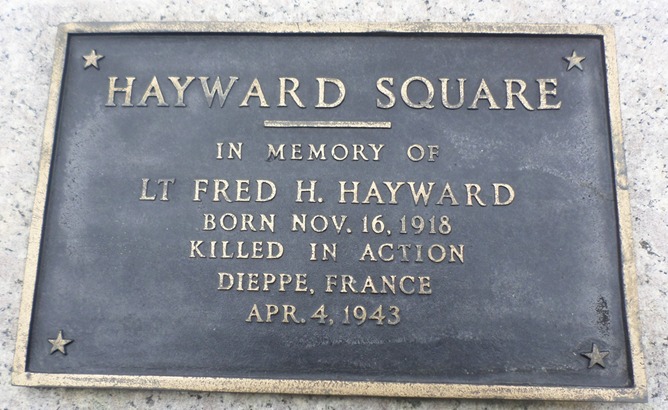 HAYWARD SQUARE
IN MEMORY OF
LT FRED H. HAYWARD
BORN NOV. 16, 1918
KILLED IN ACTION
DIEPPE, FRANCE
APR. 4, 1943